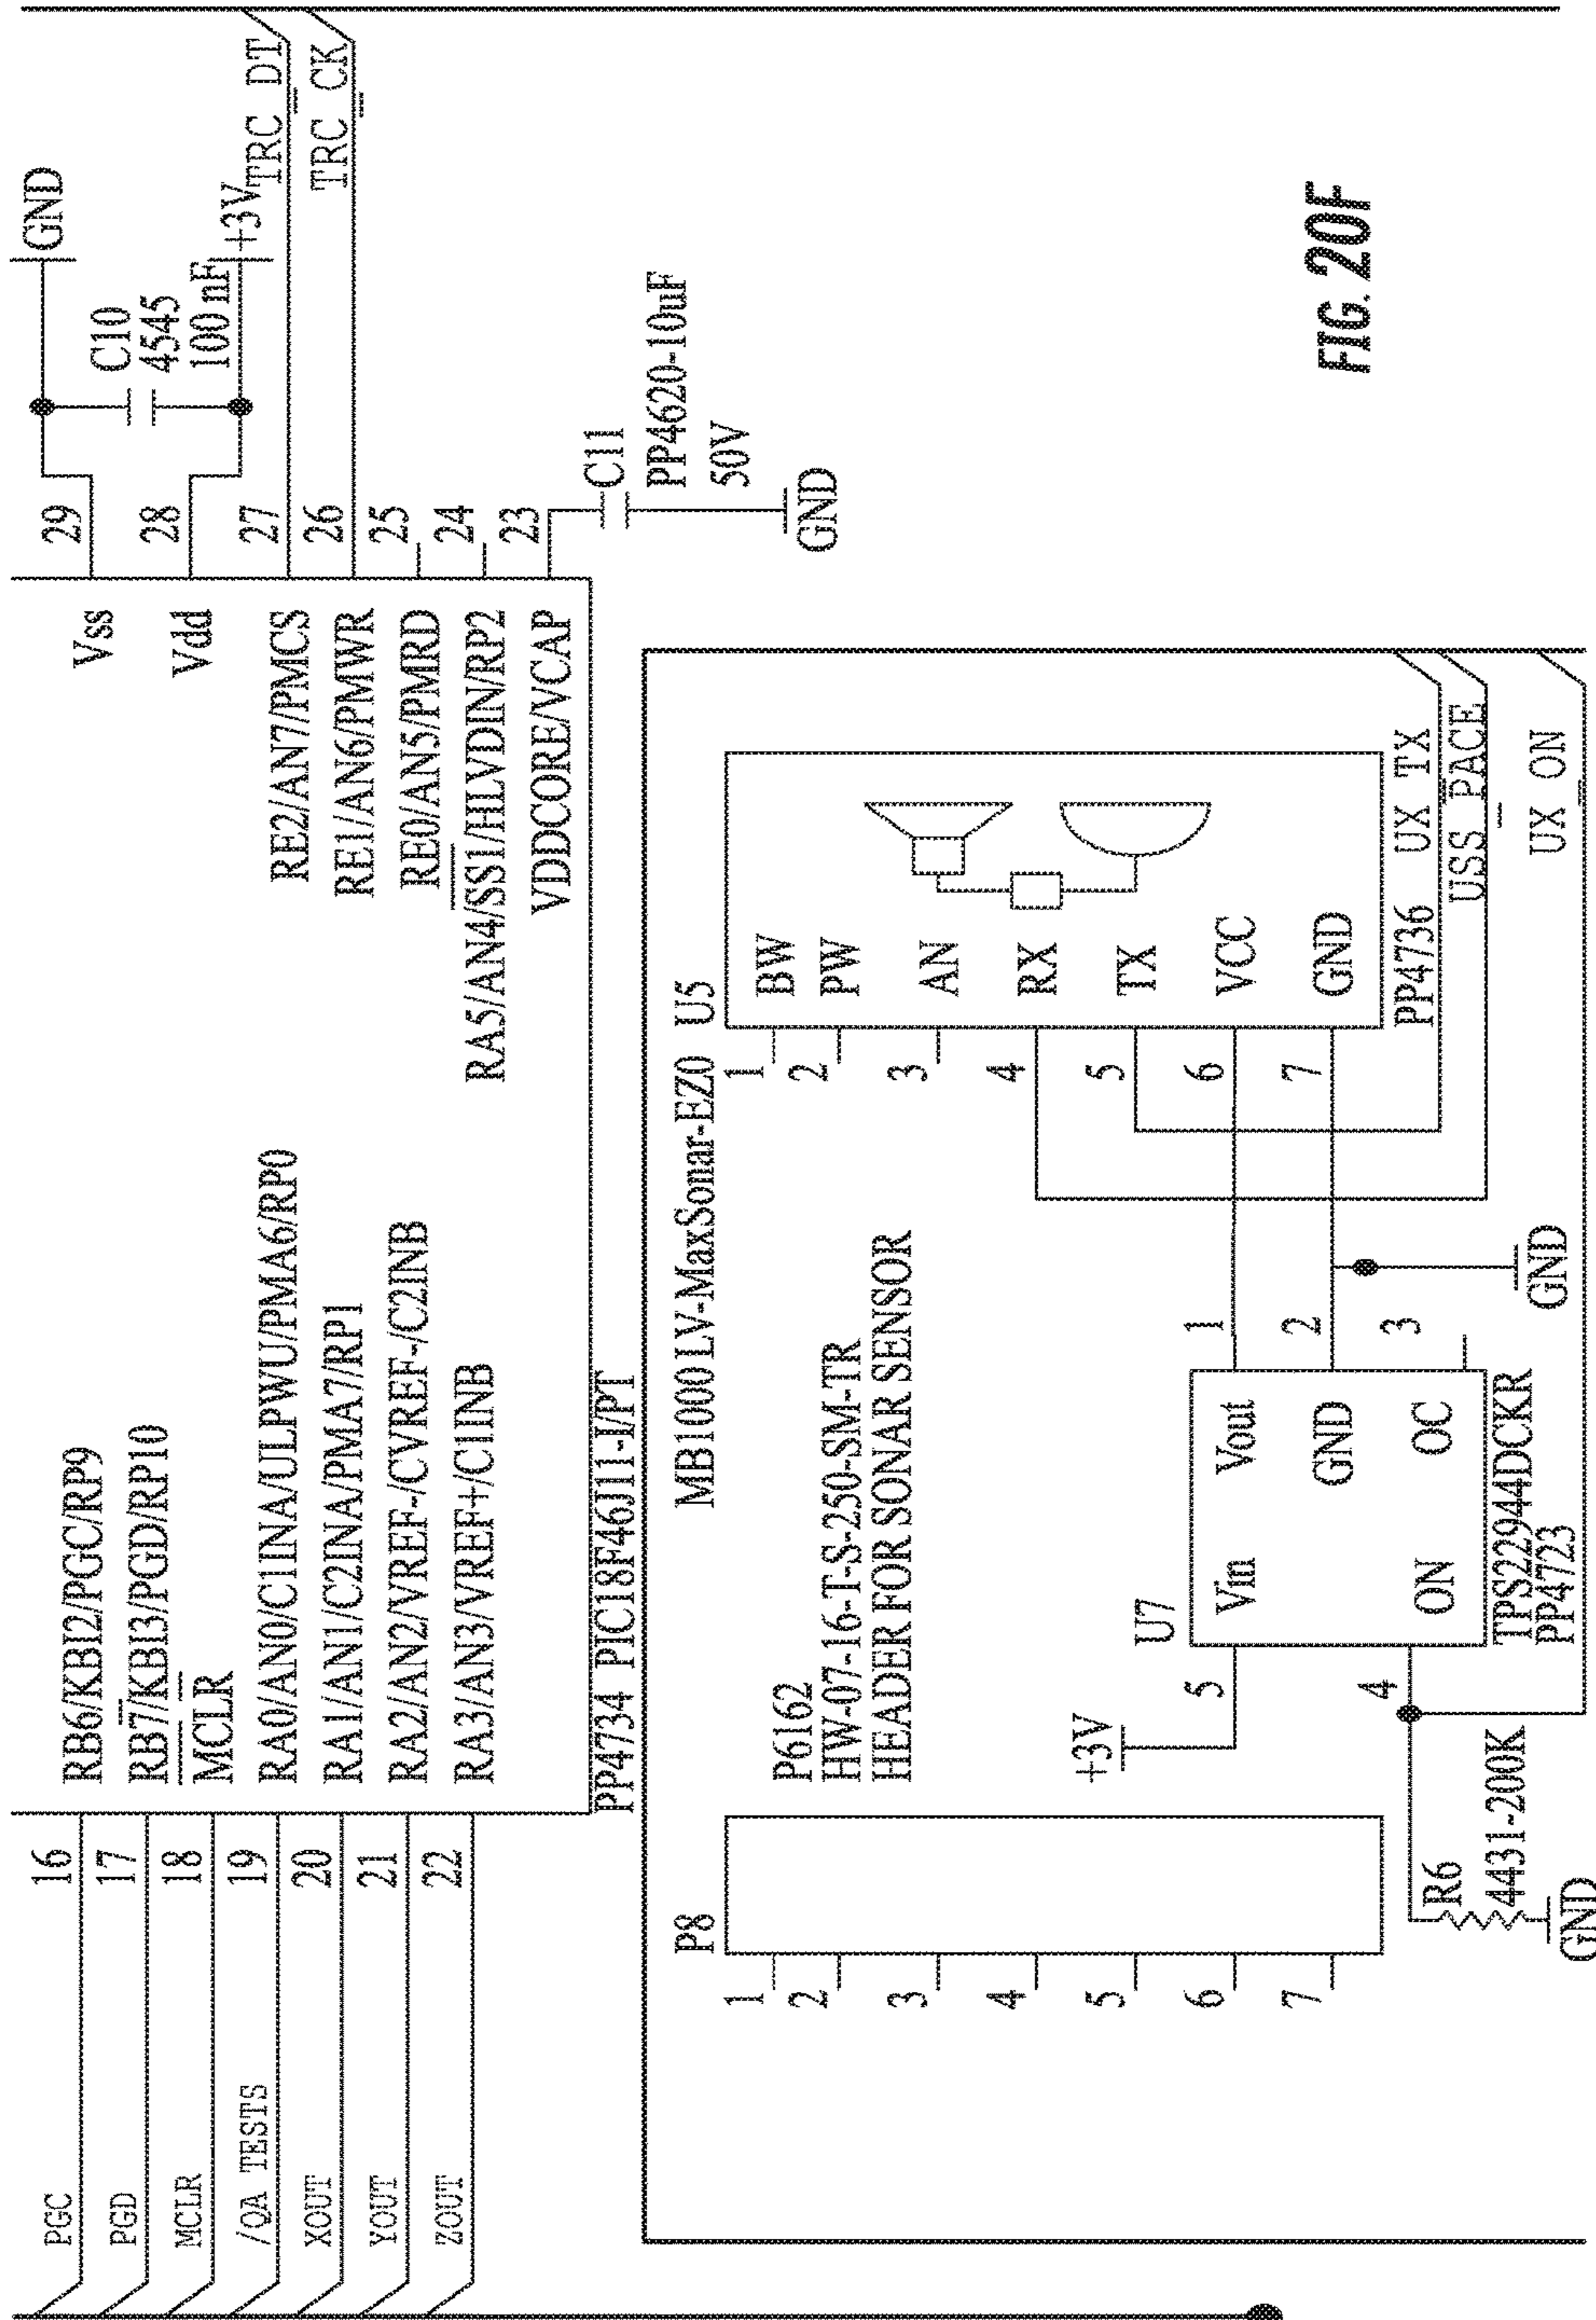 PGC 16 RB6/KBI2/PGC/RP9
PGD 17 RB7/KBI3/PGD/RP10
MCLR 18 MCLR
/QA TESTS 19 RA0/AN0/C1INA/ULPWU/PMA6/RP0
XOUT 20 RA1/AN1/C2INA/PMA7/RP1
YOUT 21 RA2/AN2/VREF-/CVREF-/C2INB
ZOUT 22 RA3/AN3/VREF+/C1INB
Vss 29 GND
C10
4545
100 nF
Vdd 28 +3V
RE2/AN7/PMCS 27 TRC_DT
RE1/AN6/PMWR 26 TRC_CK
RE0/AN5/PMRD 25
RA5/AN4/SS1/HLVDIN/RP2 24
VDDCORE/VCAP 23
C11
PP4620-10uF
50V
GND
PP4734 PIC18F46J11-I/PT
P8
1
2
3
4
5
6
7
P6162
HW-07-16-T-S-250-SM-TR
HEADER FOR SONAR SENSOR
MB1000 LV-MaxSonar-EZ0 U5
1 BW
2 PW
3 AN
4 RX
5 TX
6 VCC
7 GND
PP4736
UX TX
USS PACE
UX ON
+3V
U7
5 Vin
Vout 1
GND 2
4 ON
OC 3
TPS22944DCKR
PP4723
GND
R6
4431-200K
GND
FIG. 20F